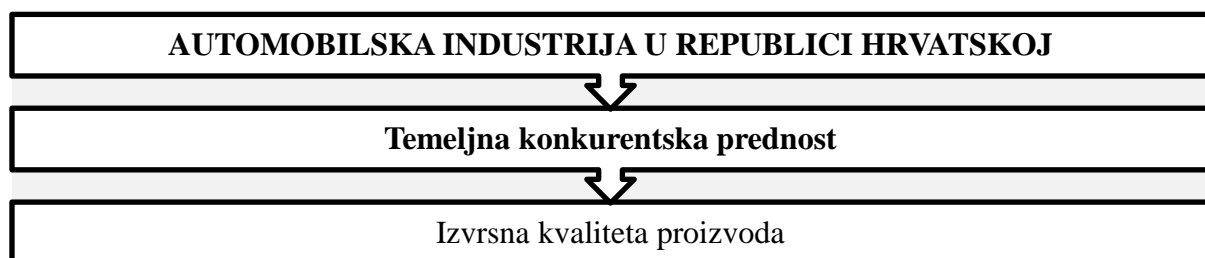 AUTOMOBILSKA INDUSTRIJA U REPUBLICI HRVATSKOJ
Temeljna konkurentska prednost
Izvrsna kvaliteta proizvoda